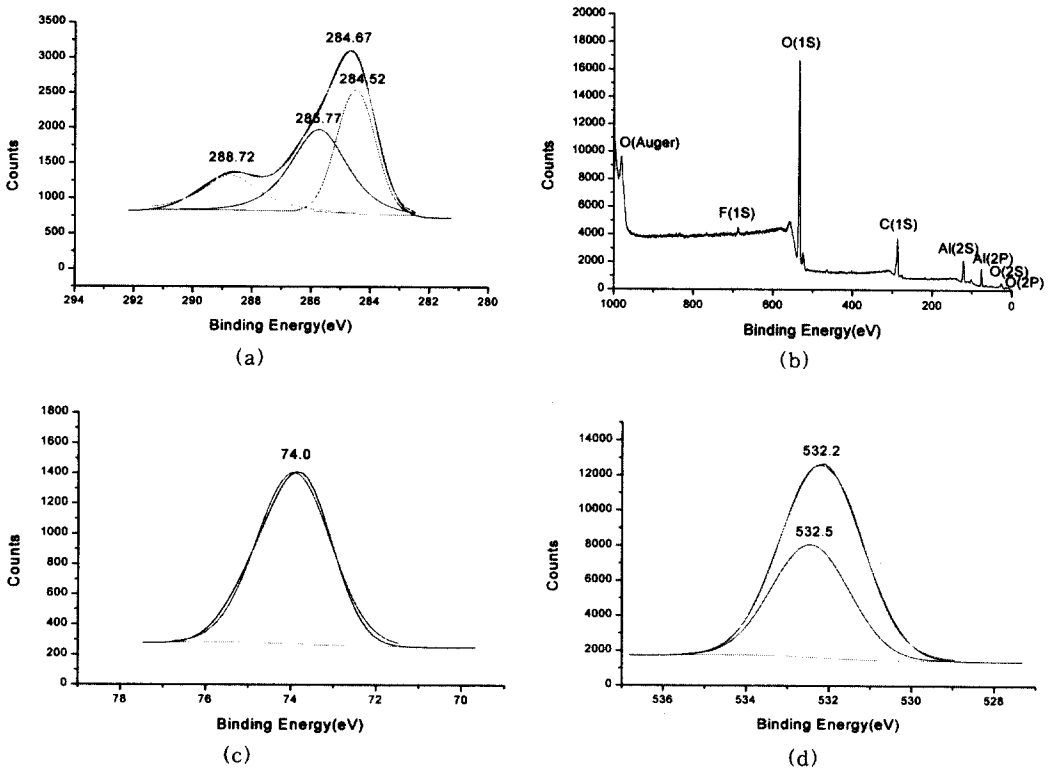 3500
3000
2500
2000
1500
1000
500
0
284.67
284.52
285.77
288.72
Counts
294 292 290 288 286 284 282 280
Binding Energy(eV)
(a)
20000
18000
16000
14000
12000
10000
8000
6000
4000
2000
0
O(1S)
O(Auger)
F(1S)
C(1S)
Al(2S)
Al(2P)
O(2S)
O(2P)
Counts
1000 800 600 400 200 0
Binding Energy(eV)
(b)
1800
1600
1400
1200
1000
800
600
400
200
0
74.0
Counts
78 76 74 72 70
Binding Energy(eV)
(c)
14000
12000
10000
8000
6000
4000
2000
0
532.2
532.5
Counts
536 534 532 530 528
Binding Energy(eV)
(d)